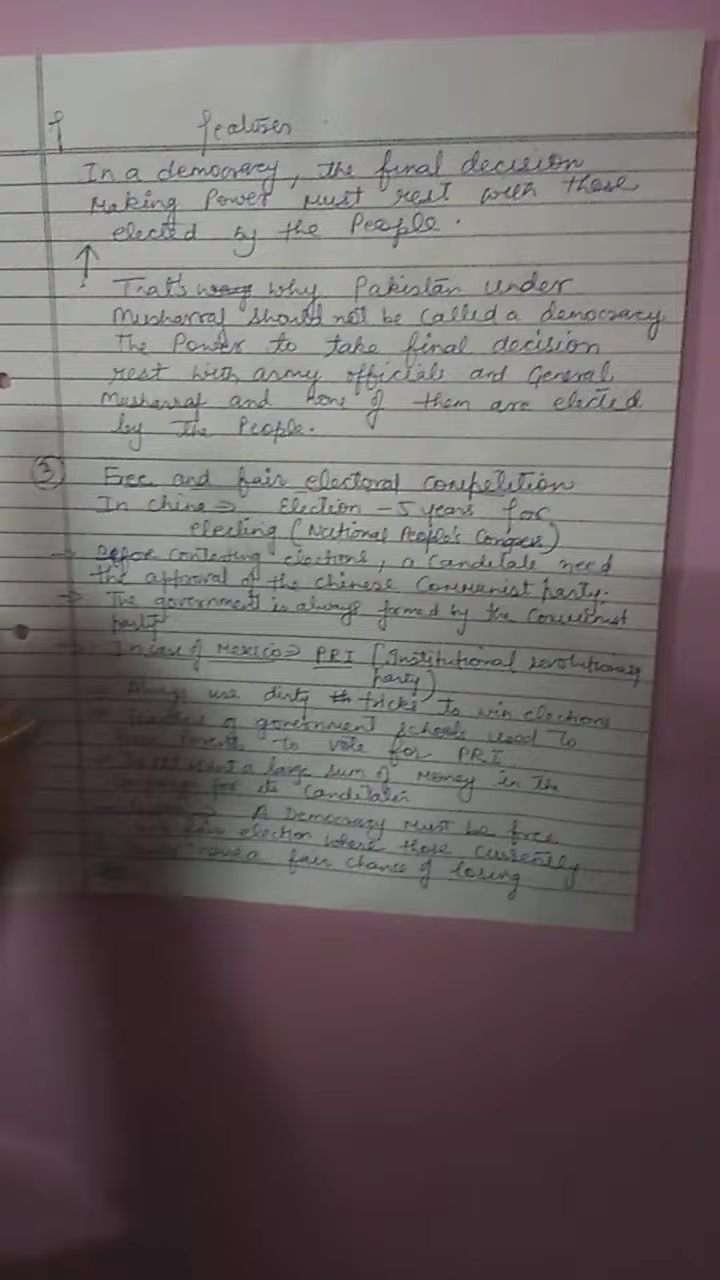 features
In a democracy, the final decision
Making Power must rest with those
elected by the People.
That's why Pakistan under
Musharraf should not be called a democracy
The Power to take final decision
rest with army officials and General
Musharraf and none of them are elected
by the People.
③ Free and fair electoral competition
In china ⇒ Election - 5 years for
electing (National People's Congress)
→ Before contesting elections, a candidate need
the approval of the chinese Communist party.
→ The government is always formed by the Communist
party
→ In case of Mexico ⇒ PRI (Institutional revolutionary
party)
→ Always use dirty tricks to win elections
of government schools used to
to vote for PRI
a large sum of money in the
for its candidates
⇒ A Democracy must be free
election where those currently
have a fair chance of losing